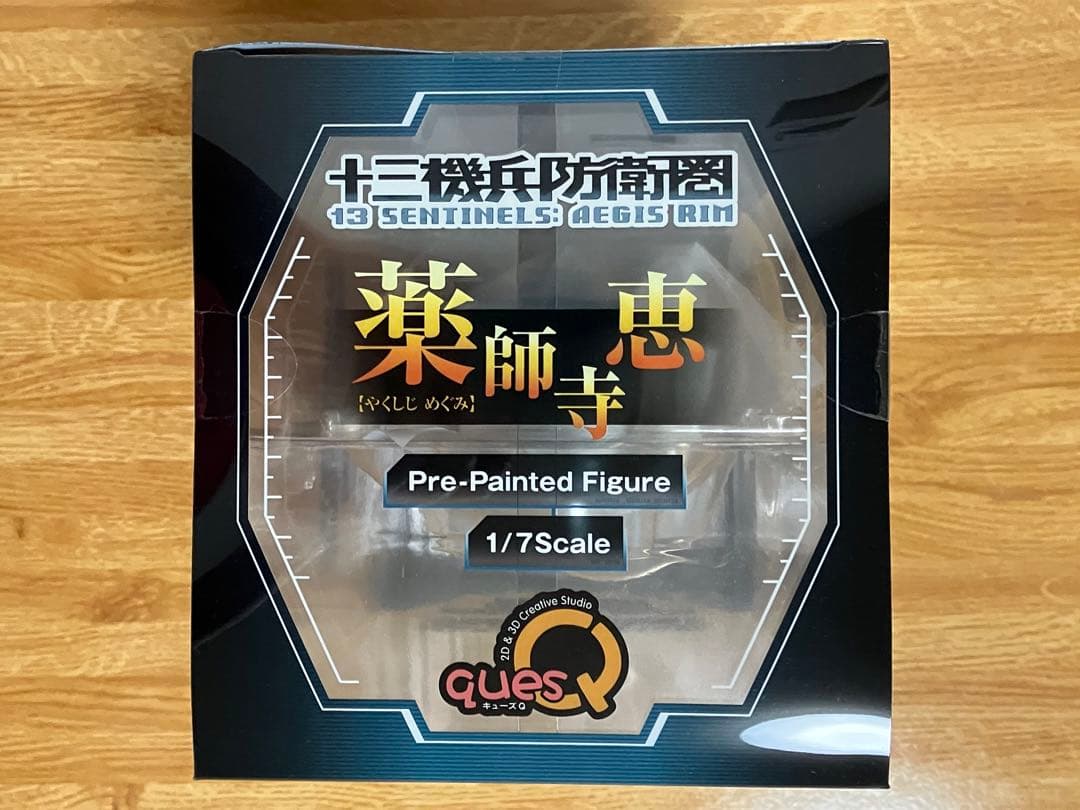 十三機兵防衛圏
13 SENTINELS: AEGIS RIM
薬師寺恵
【やくしじ めぐみ】
Pre-Painted Figure
1/7Scale
2D & 3D Creative Studio
quesQ
キューズQ